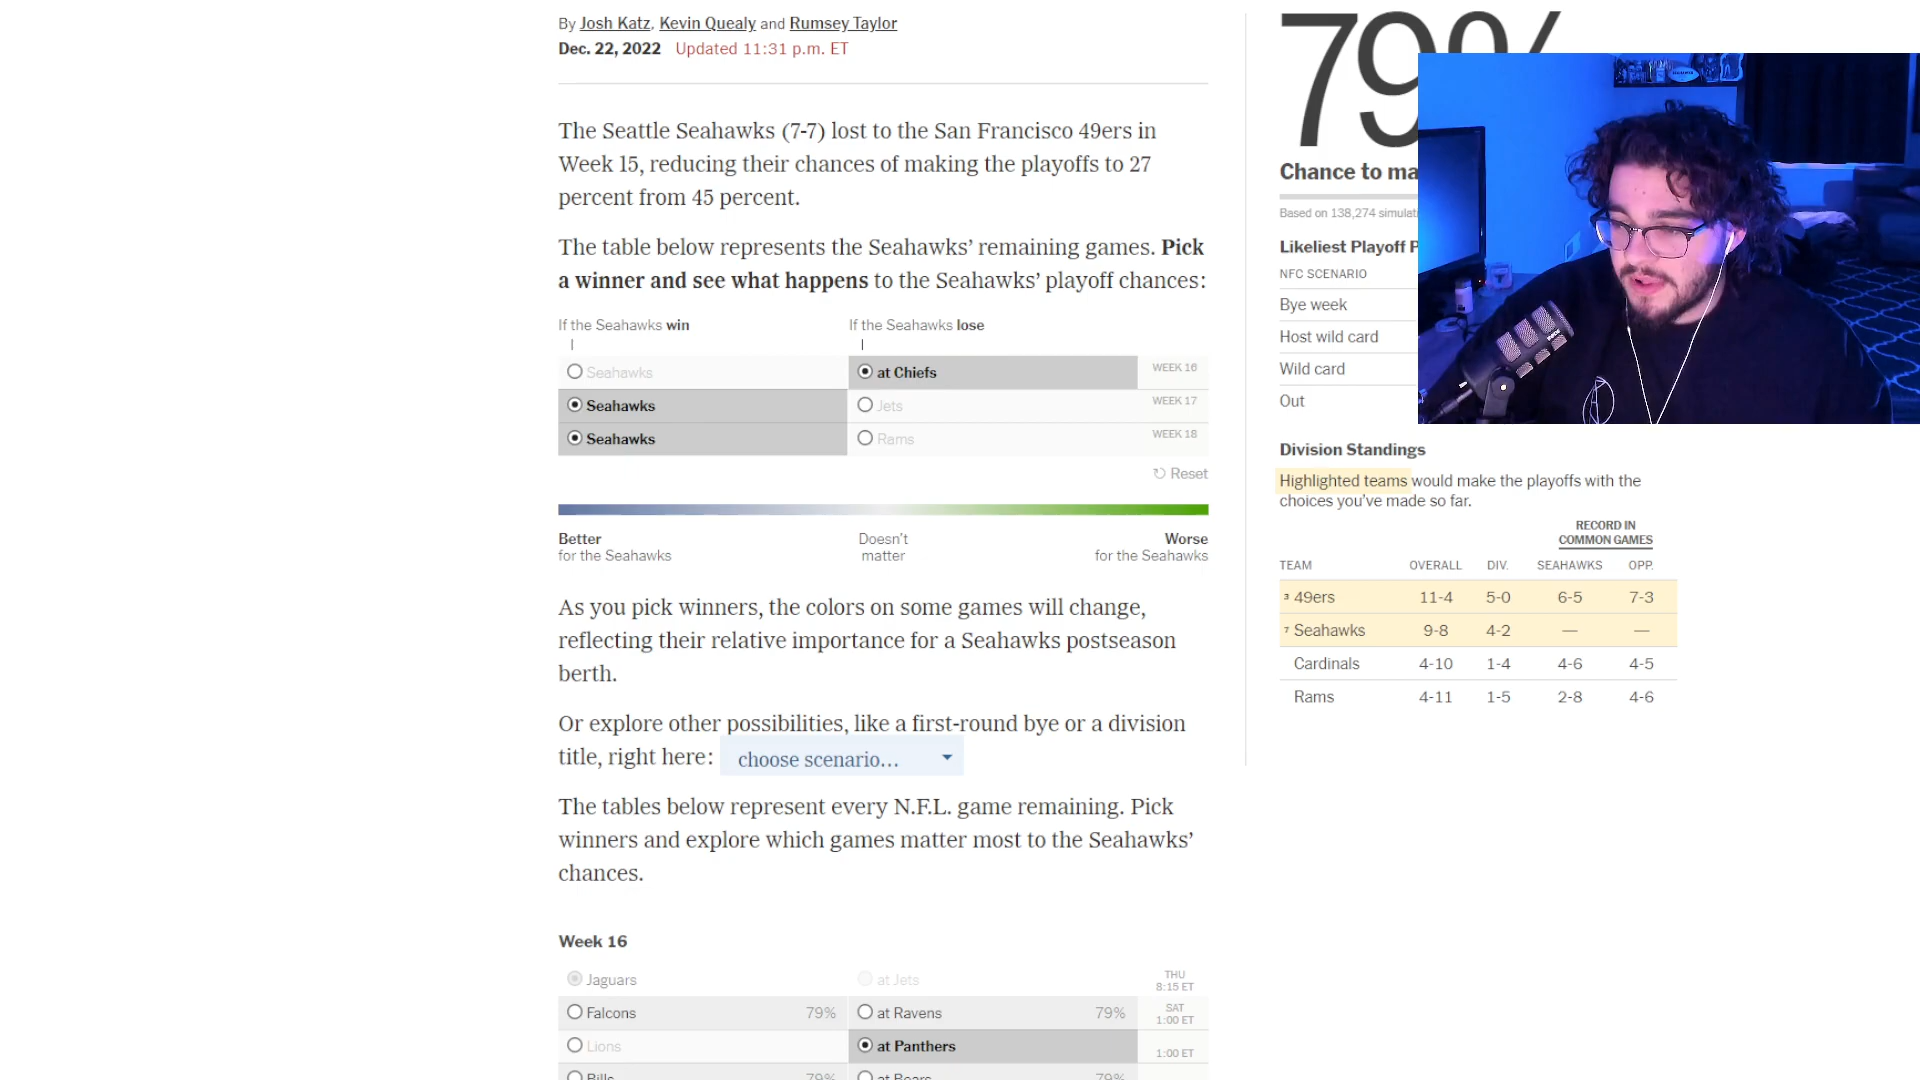 By Josh Katz, Kevin Quealy and Rumsey Taylor
Dec. 22, 2022 Updated 11:31 p.m. ET
The Seattle Seahawks (7-7) lost to the San Francisco 49ers in
Week 15, reducing their chances of making the playoffs to 27
percent from 45 percent.
The table below represents the Seahawks’ remaining games. Pick
a winner and see what happens to the Seahawks’ playoff chances:
If the Seahawks win If the Seahawks lose
Seahawks at Chiefs WEEK 16
Seahawks Jets WEEK 17
Seahawks Rams WEEK 18
Reset
Better Doesn't Worse
for the Seahawks matter for the Seahawks
As you pick winners, the colors on some games will change,
reflecting their relative importance for a Seahawks postseason
berth.
Or explore other possibilities, like a first-round bye or a division
title, right here: choose scenario...
The tables below represent every N.F.L. game remaining. Pick
winners and explore which games matter most to the Seahawks’
chances.
Week 16
Jaguars at Jets THU
8:15 ET
Falcons 79% at Ravens 79% SAT
1:00 ET
Lions at Panthers 1:00 ET
Bills 79% at Bears 79%
79%
Chance to
Based on 138,274
Likeliest Playoff
NFC SCENARIO
Bye week
Host wild card
Wild card
Out
Division Standings
Highlighted teams would make the playoffs with the
choices you've made so far.
RECORD IN
COMMON GAMES
TEAM OVERALL DIV. SEAHAWKS OPP.
3 49ers 11-4 5-0 6-5 7-3
7 Seahawks 9-8 4-2 — —
Cardinals 4-10 1-4 4-6 4-5
Rams 4-11 1-5 2-8 4-6